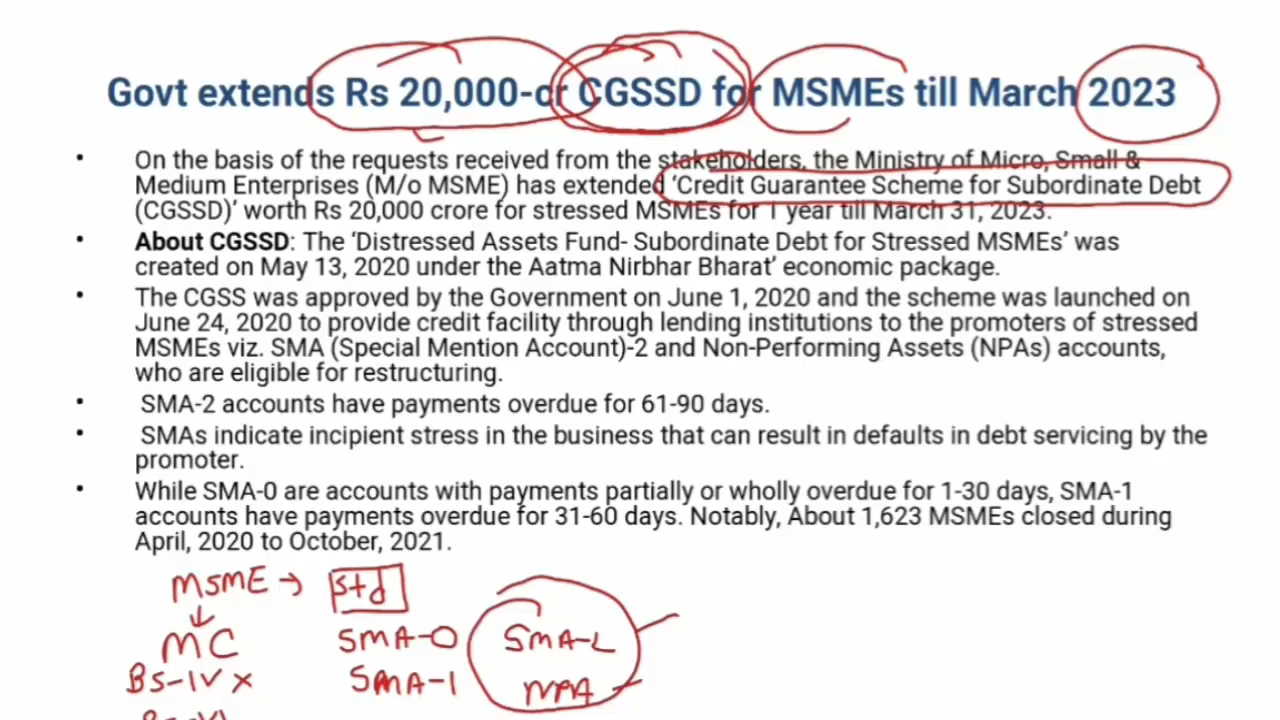 Govt extends Rs 20,000-cr CGSSD for MSMEs till March 2023
• On the basis of the requests received from the stakeholders, the Ministry of Micro, Small &
Medium Enterprises (M/o MSME) has extended 'Credit Guarantee Scheme for Subordinate Debt
(CGSSD)' worth Rs 20,000 crore for stressed MSMEs for 1 year till March 31, 2023.
• About CGSSD: The 'Distressed Assets Fund- Subordinate Debt for Stressed MSMEs' was
created on May 13, 2020 under the Aatma Nirbhar Bharat' economic package.
• The CGSS was approved by the Government on June 1, 2020 and the scheme was launched on
June 24, 2020 to provide credit facility through lending institutions to the promoters of stressed
MSMEs viz. SMA (Special Mention Account)-2 and Non-Performing Assets (NPAs) accounts,
who are eligible for restructuring.
• SMA-2 accounts have payments overdue for 61-90 days.
• SMAs indicate incipient stress in the business that can result in defaults in debt servicing by the
promoter.
• While SMA-0 are accounts with payments partially or wholly overdue for 1-30 days, SMA-1
accounts have payments overdue for 31-60 days. Notably, About 1,623 MSMEs closed during
April, 2020 to October, 2021.
MSME → std
↓
MC SMA-0 SMA-2
BS-IV x SMA-1 NPA